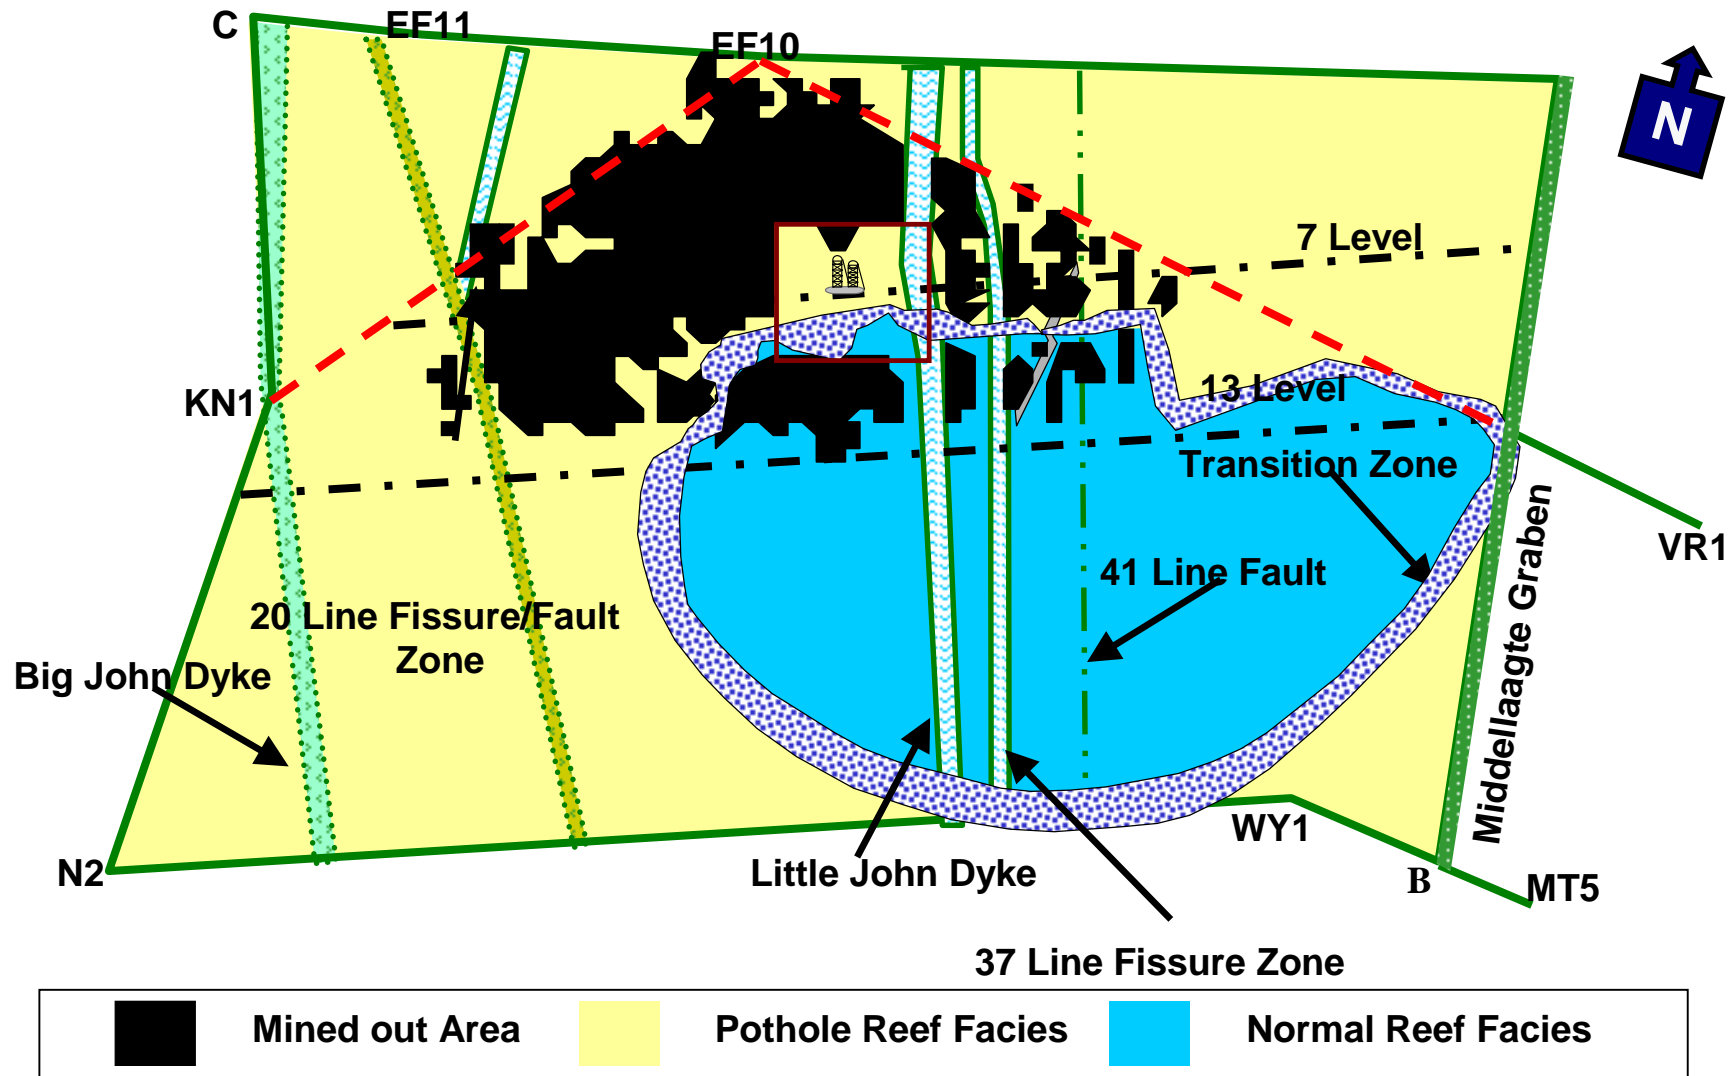 C
EF11
EF10
N
7 Level
KN1
13 Level
Transition Zone
VR1
41 Line Fault
20 Line Fissure/Fault
Zone
Big John Dyke
Middellaagte Graben
WY1
N2
Little John Dyke
B
MT5
37 Line Fissure Zone
Mined out Area
Pothole Reef Facies
Normal Reef Facies